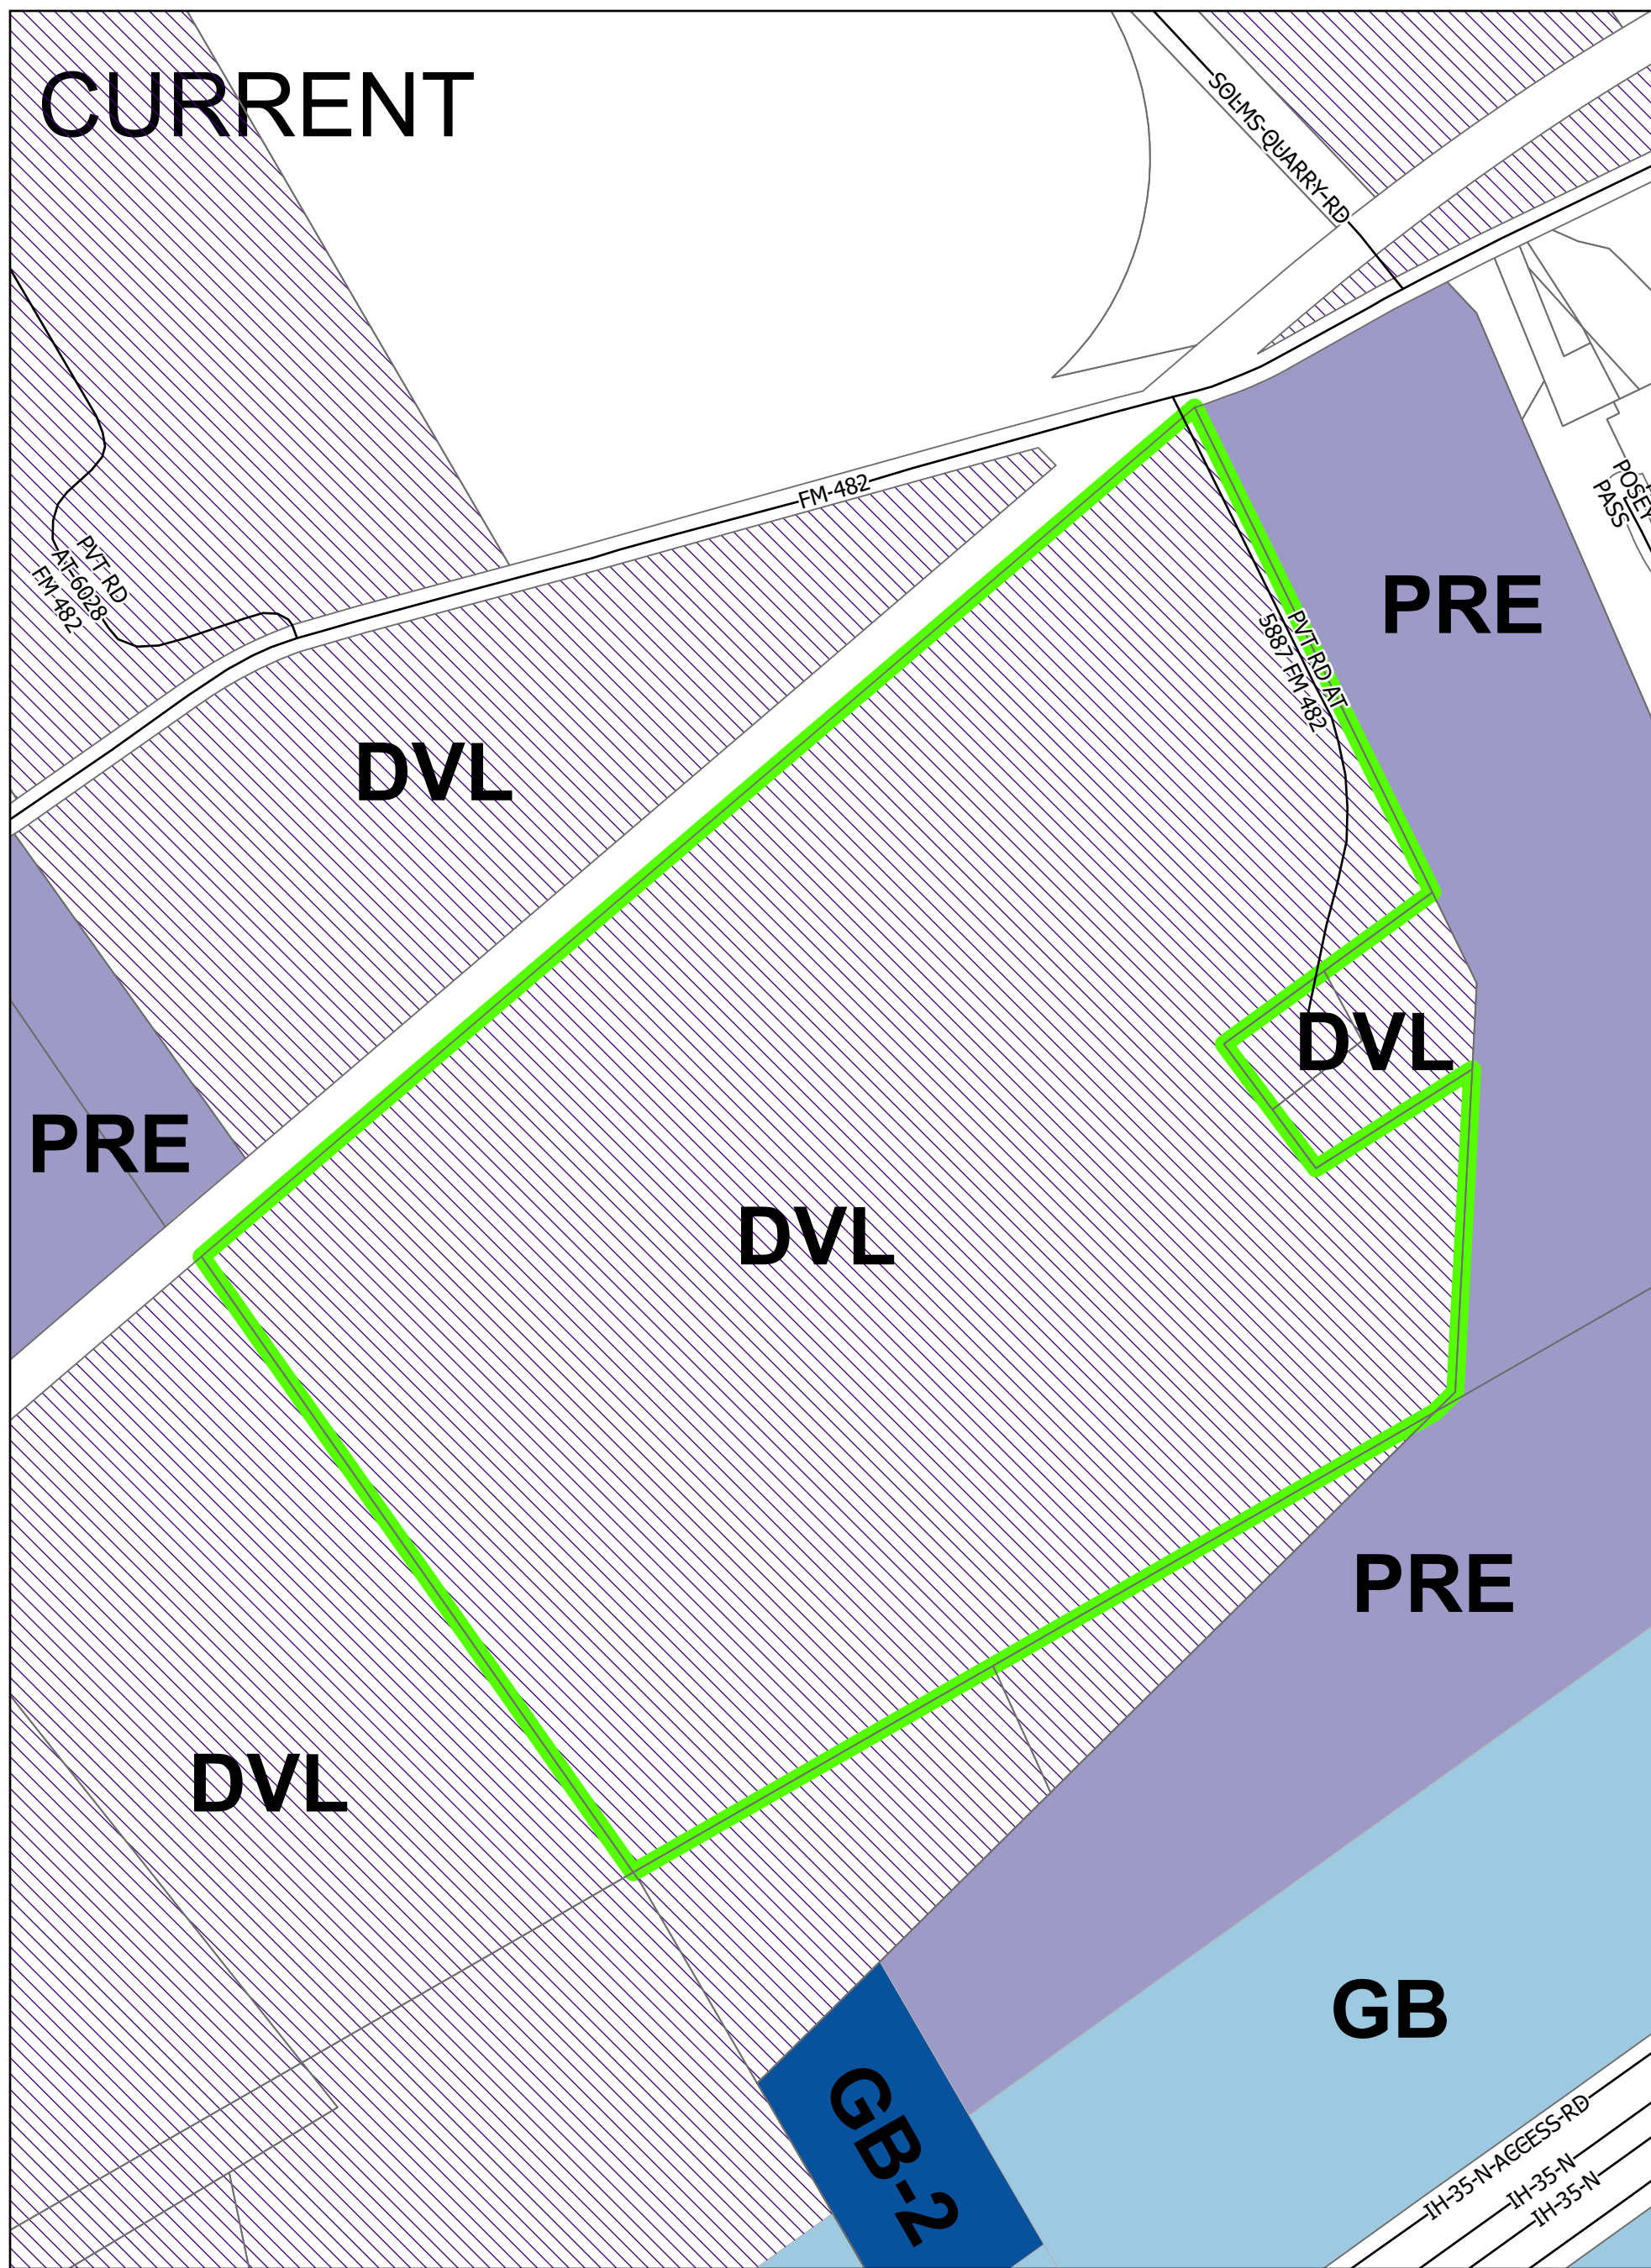 CURRENT
SOLMS-QUARRY-RD
FM-482
PVT RD
AT-6028
FM-482
POSEY
PASS
PRE
PVT-RD-AT
5887-FM-482
DVL
DVL
PRE
DVL
PRE
DVL
GB
GB-2
IH-35-N-ACCESS-RD
IH-35-N
IH-35-N